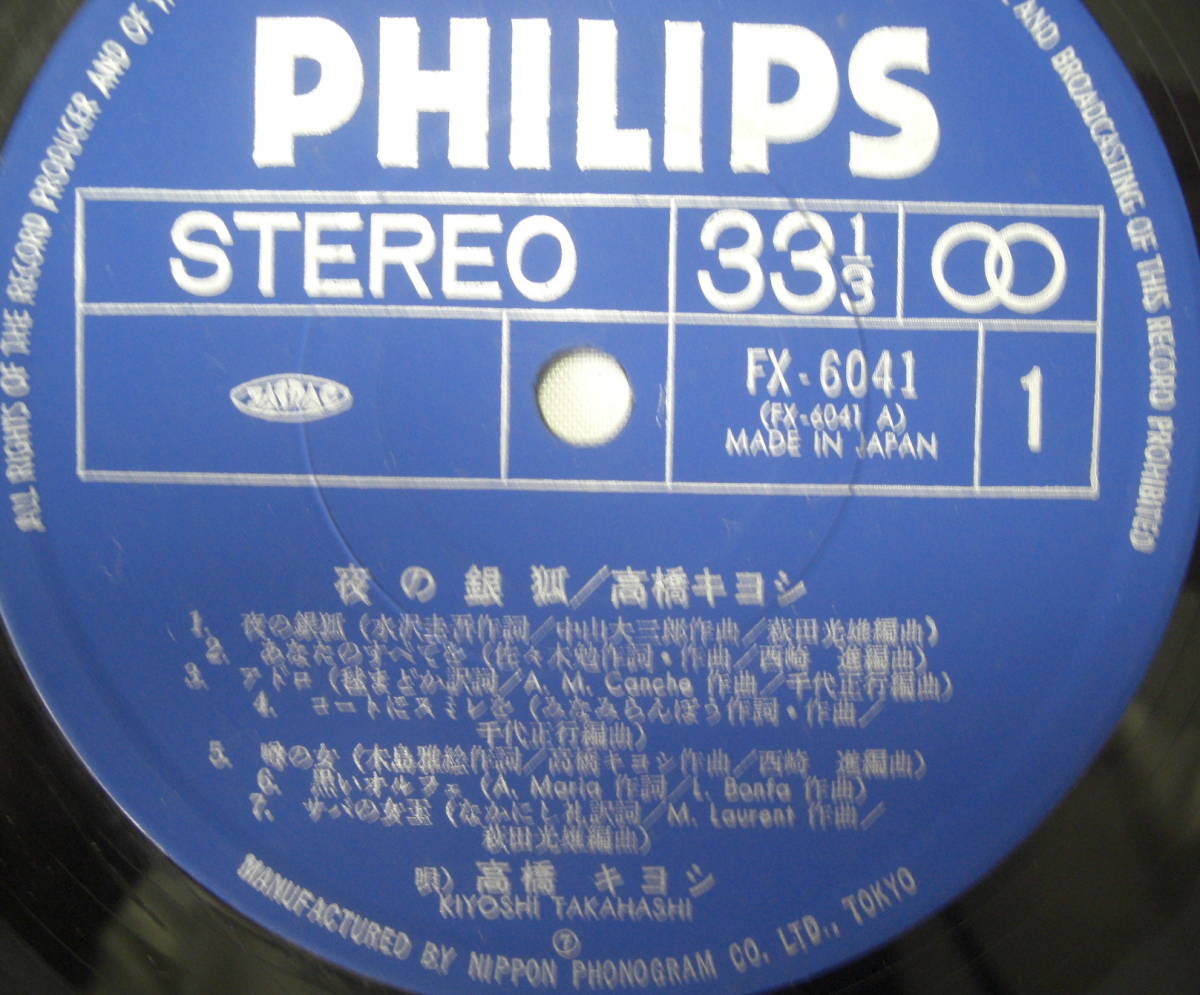 PHILIPS
STEREO
33 1/3
JASRAC
FX-6041
(FX-6041 A)
MADE IN JAPAN
1
夜の銀狐/高橋キヨシ
1. 夜の銀狐 (水沢圭吾作詞/中山大三郎作曲/萩田光雄編曲)
2. あなたのすべてを (佐々木勉作詞・作曲/西崎 進編曲)
3. アドロ (毬まどか訳詞/A. M. Canche 作曲/千代正行編曲)
4. コートにスミレを (みなみらんぼう作詞・作曲/
千代正行編曲)
5. 噂の女 (木島雅絵作詞/高橋キヨシ作曲/西崎 進編曲)
6. 黒いオルフェ (A. Maria 作詞/L. Bonfa 作曲)
7. サバの女王 (なかにし礼訳詞/M. Laurent 作曲/
萩田光雄編曲)
唄) 高橋 キヨシ
KIYOSHI TAKAHASHI
MANUFACTURED BY NIPPON PHONOGRAM CO. LTD., TOKYO
ALL RIGHTS OF THE RECORD PRODUCER AND OF
AND BROADCASTING OF THIS RECORD PROHIBITED